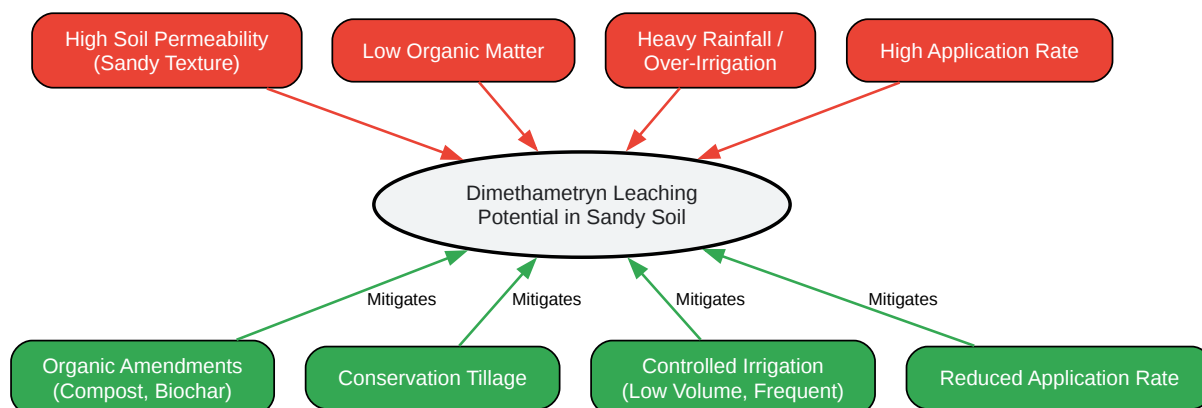 High Soil Permeability
(Sandy Texture)
Low Organic Matter
Heavy Rainfall /
Over-Irrigation
High Application Rate
Dimethametryn Leaching
Potential in Sandy Soil
Mitigates
Mitigates
Mitigates
Mitigates
Organic Amendments
(Compost, Biochar)
Conservation Tillage
Controlled Irrigation
(Low Volume, Frequent)
Reduced Application Rate